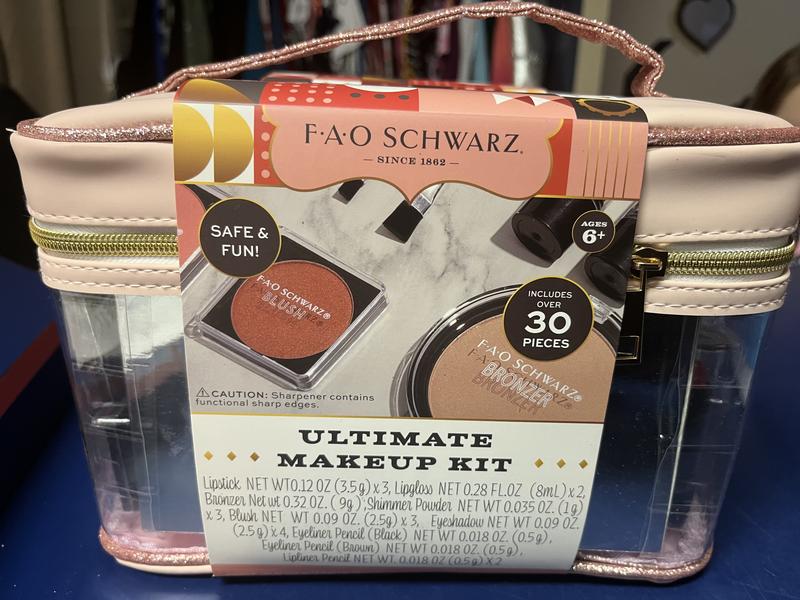 F·A·O SCHWARZ®
— SINCE 1862 —
SAFE &
FUN!
AGES
6+
F·A·O SCHWARZ®
BLUSH
INCLUDES
OVER
30
PIECES
F·A·O SCHWARZ®
BRONZER
⚠CAUTION: Sharpener contains
functional sharp edges.
ULTIMATE
MAKEUP KIT
Lipstick NET WT0.12 OZ (3.5g) x 3, Lipgloss NET 0.28 FL.OZ (8mL) x 2,
Bronzer Net wt 0.32 OZ. ( 9g ),Shimmer Powder NET WT 0.035 OZ. (1g)
x 3, Blush NET WT 0.09 OZ. (2.5g) x 3, Eyeshadow NET WT 0.09 OZ.
(2.5g) x 4, Eyeliner Pencil (Black) NET WT 0.018 OZ. (0.5g),
Eyeliner Pencil (Brown) NET WT 0.018 OZ. (0.5g),
Lipliner Pencil NET WT. 0.018 OZ (0.5g) X 2